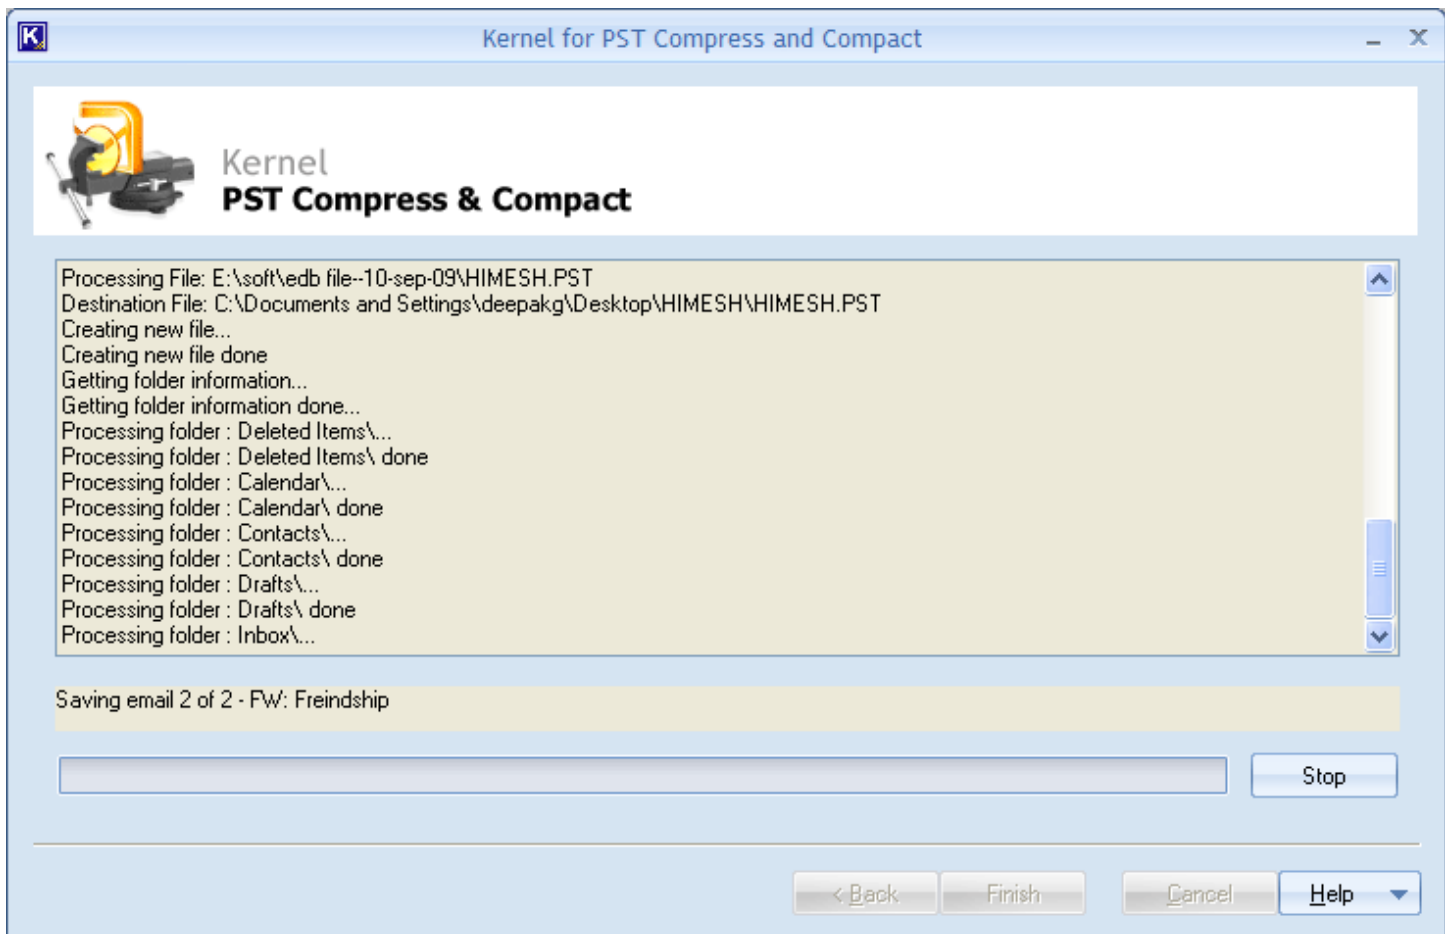 K
Kernel for PST Compress and Compact
Kernel
PST Compress & Compact
Processing File: E:\soft\edb file--10-sep-09\HIMESH.PST
Destination File: C:\Documents and Settings\deepakg\Desktop\HIMESH\HIMESH.PST
Creating new file...
Creating new file done
Getting folder information...
Getting folder information done...
Processing folder : Deleted Items\...
Processing folder : Deleted Items\ done
Processing folder : Calendar\...
Processing folder : Calendar\ done
Processing folder : Contacts\...
Processing folder : Contacts\ done
Processing folder : Drafts\...
Processing folder : Drafts\ done
Processing folder : Inbox\...
Saving email 2 of 2 - FW: Freindship
Stop
< Back
Finish
Cancel
Help